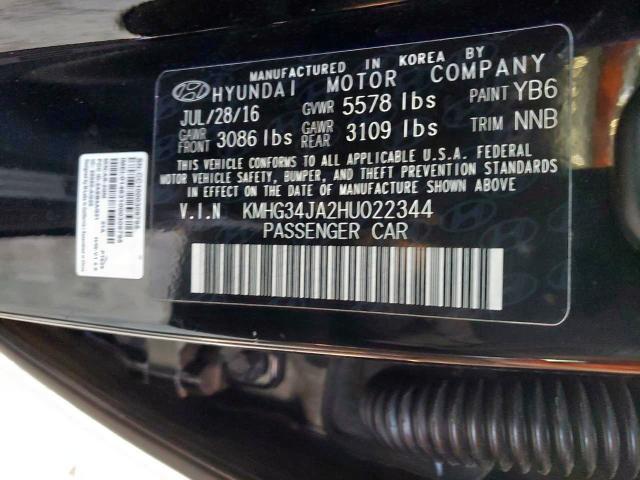 MANUFACTURED IN KOREA BY
HYUNDAI MOTOR COMPANY
JUL/28/16 GVWR 5578 lbs PAINT YB6
GAWR FRONT 3086 lbs GAWR REAR 3109 lbs TRIM NNB
THIS VEHICLE CONFORMS TO ALL APPLICABLE U.S.A. FEDERAL
MOTOR VEHICLE SAFETY, BUMPER, AND THEFT PREVENTION STANDARDS
IN EFFECT ON THE DATE OF MANUFACTURE SHOWN ABOVE.
V.I.N KMHG34JA2HU022344
PASSENGER CAR